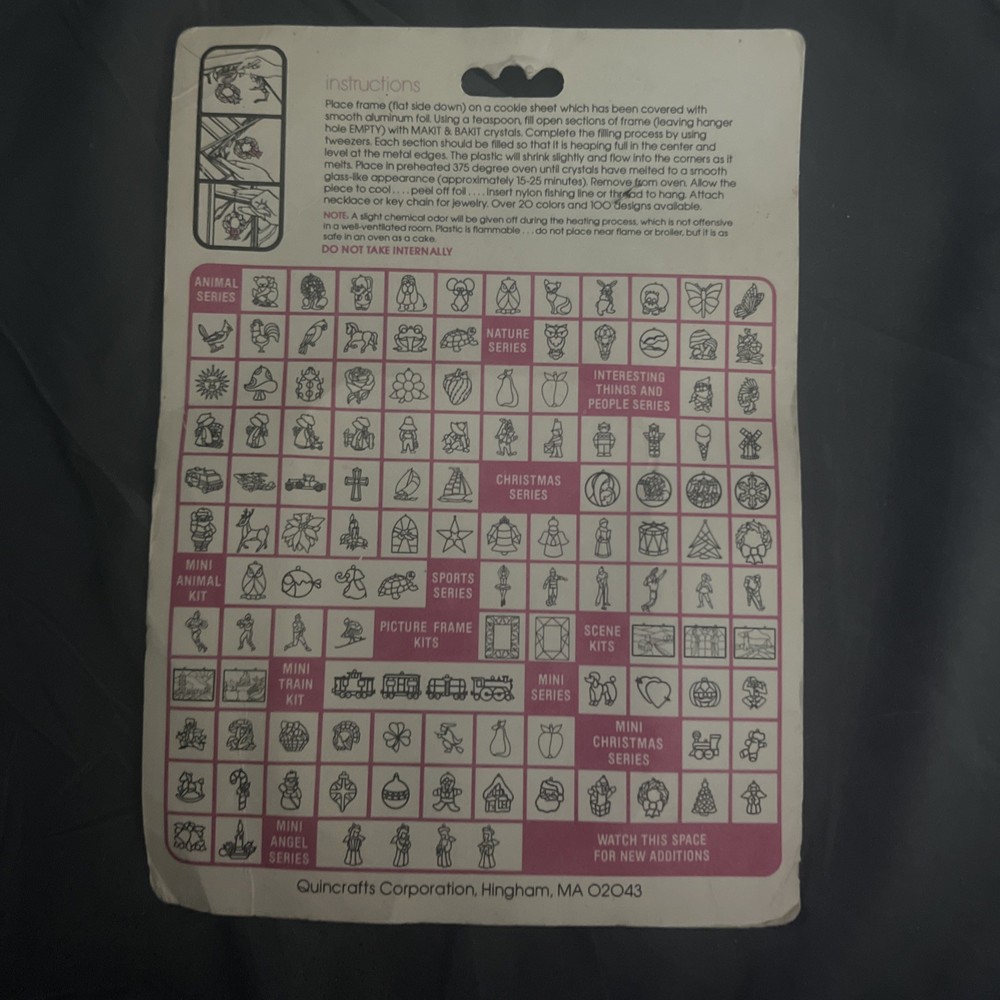 instructions
Place frame (flat side down) on a cookie sheet which has been covered with
smooth aluminum foil. Using a teaspoon, fill open sections of frame (leaving hanger
hole EMPTY) with MAKIT & BAKIT crystals. Complete the filling process by using
tweezers. Each section should be filled so that it is heaping full in the center and
level at the metal edges. The plastic will shrink slightly and flow into the corners as it
melts. Place in preheated 375 degree oven until crystals have melted to a smooth
glass-like appearance (approximately 15-25 minutes). Remove from oven. Allow the
piece to cool.... peel off foil.... Insert nylon fishing line or thread to hang. Attach
necklace or key chain for jewelry. Over 20 colors and 100 designs available.
NOTE: A slight chemical odor will be given off during the heating process, which is not offensive
in a well-ventilated room. Plastic is flammable . . . do not place near flame or broiler, but it is as
safe in an oven as a cake.
DO NOT TAKE INTERNALLY
ANIMAL
SERIES
NATURE
SERIES
INTERESTING
THINGS AND
PEOPLE SERIES
CHRISTMAS
SERIES
MINI
ANIMAL
KIT
SPORTS
SERIES
PICTURE FRAME
KITS
SCENE
KITS
MINI
TRAIN
KIT
MINI
SERIES
MINI
CHRISTMAS
SERIES
MINI
ANGEL
SERIES
WATCH THIS SPACE
FOR NEW ADDITIONS
Quincrafts Corporation, Hingham, MA 02043